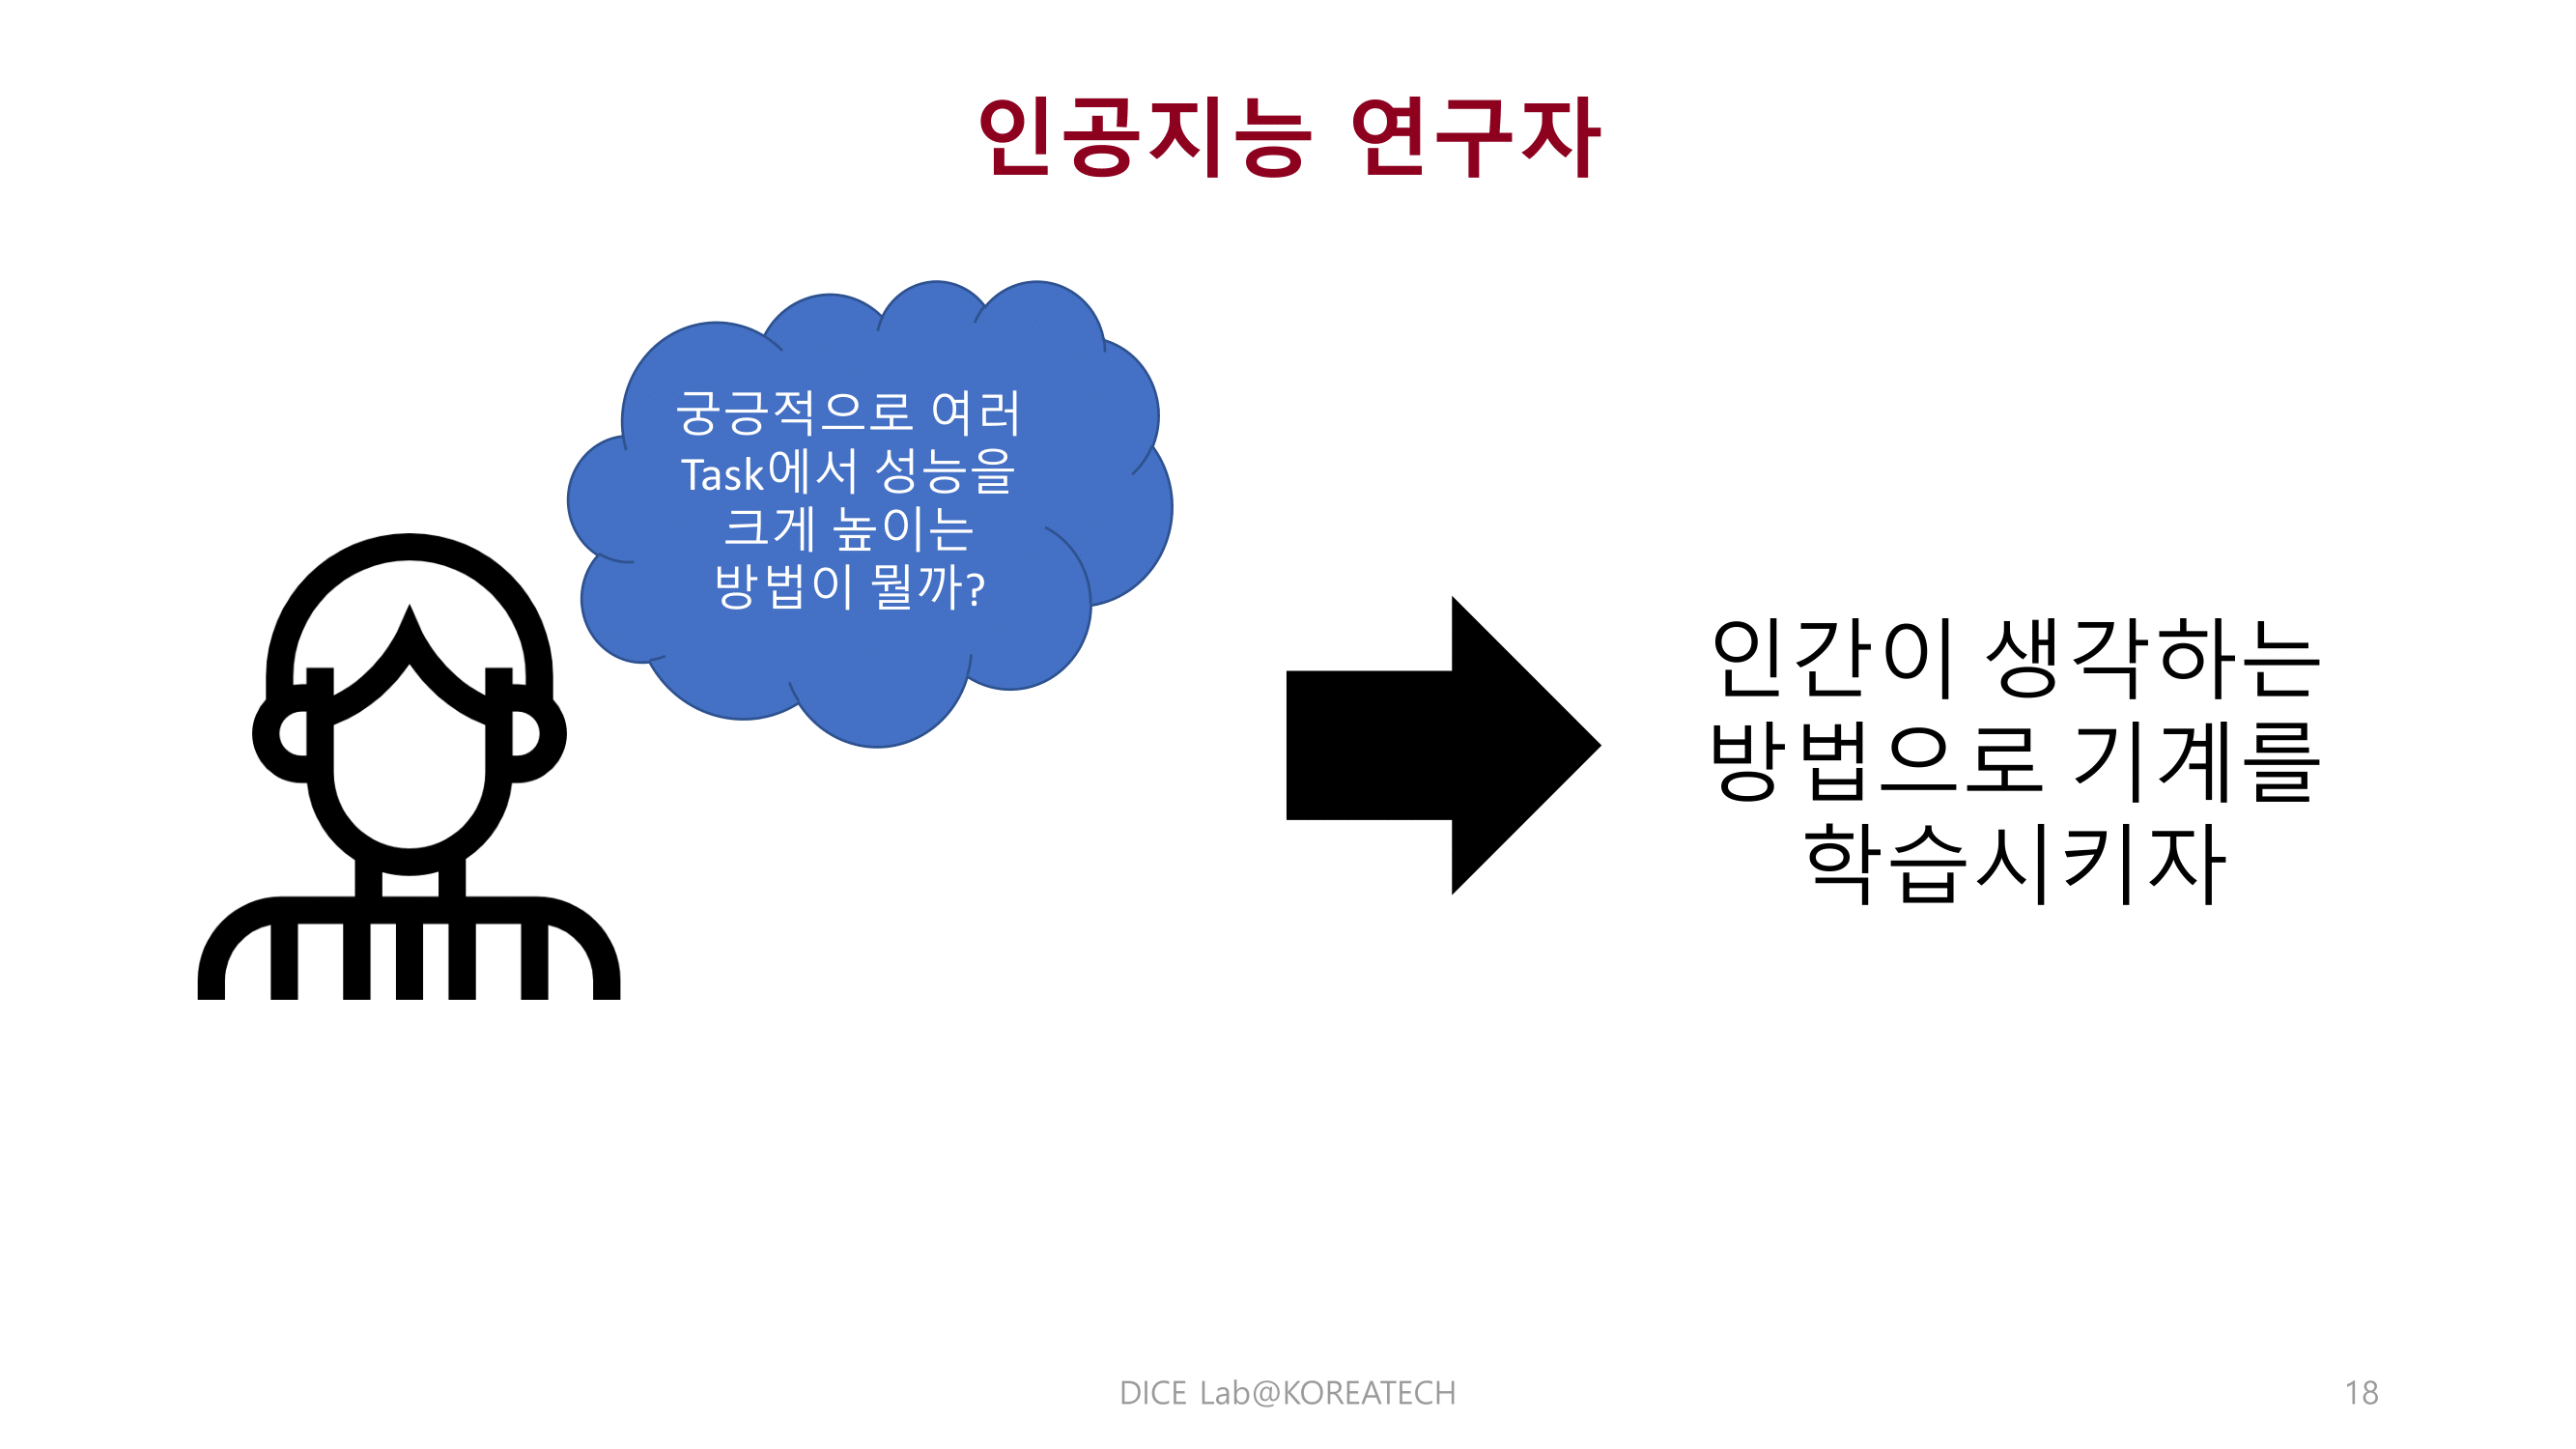 인공지능 연구자
궁긍적으로 여러
Task에서 성능을
크게 높이는
방법이 뭘까?
인간이 생각하는
방법으로 기계를
학습시키자
DICE Lab@KOREATECH
18